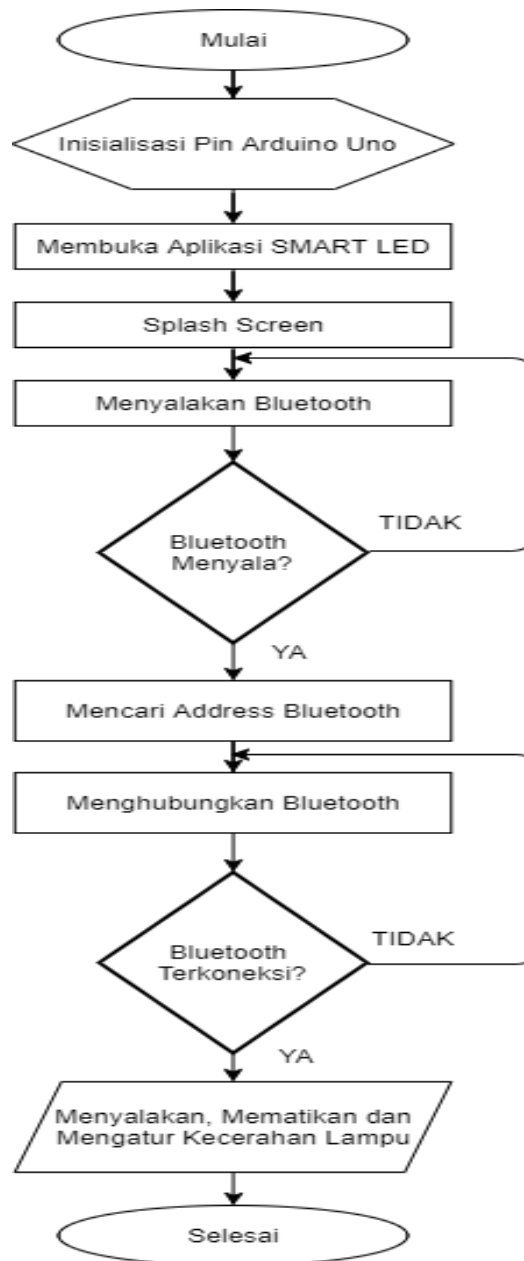 Mulai
Inisialisasi Pin Arduino Uno
Membuka Aplikasi SMART LED
Splash Screen
Menyalakan Bluetooth
Bluetooth
Menyala?
TIDAK
YA
Mencari Address Bluetooth
Menghubungkan Bluetooth
Bluetooth
Terkoneksi?
TIDAK
YA
Menyalakan, Mematikan dan
Mengatur Kecerahan Lampu
Selesai